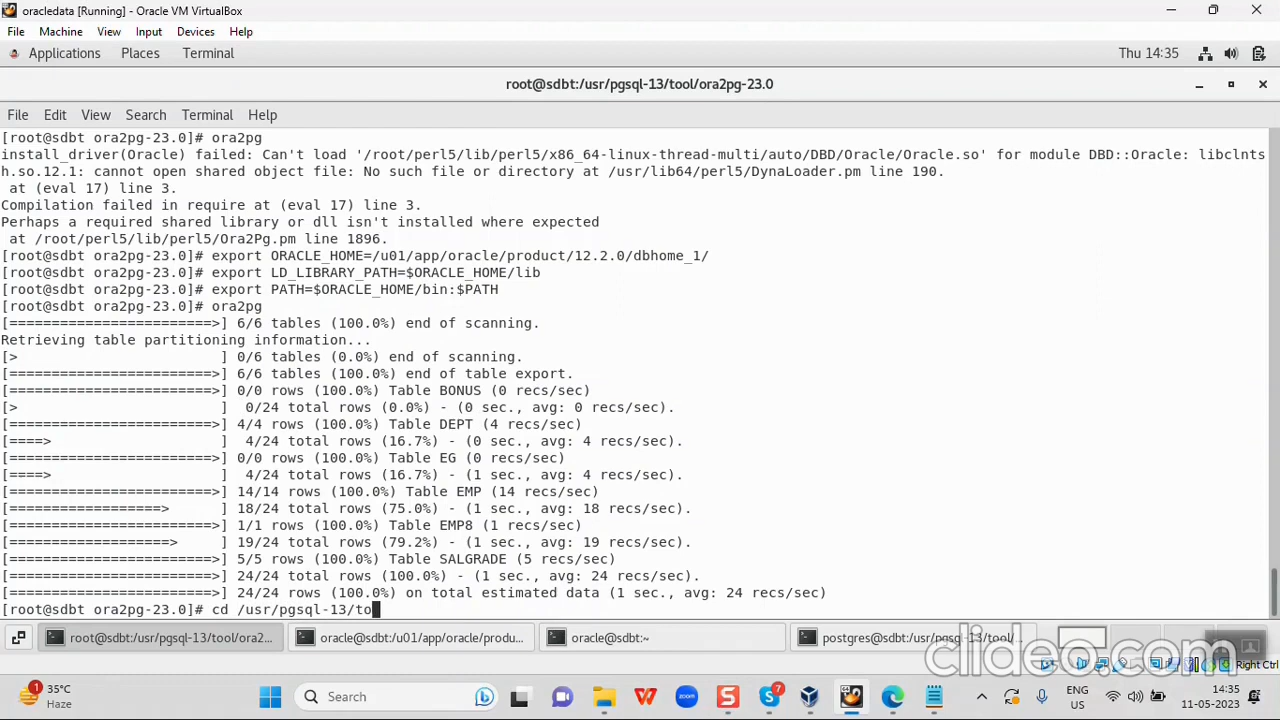 oracledata [Running] - Oracle VM VirtualBox
File Machine View Input Devices Help
Applications Places Terminal Thu 14:35
root@sdbt:/usr/pgsql-13/tool/ora2pg-23.0
File Edit View Search Terminal Help
[root@sdbt ora2pg-23.0]# ora2pg
install_driver(Oracle) failed: Can't load '/root/perl5/lib/perl5/x86_64-linux-thread-multi/auto/DBD/Oracle/Oracle.so' for module DBD::Oracle: libclnts
h.so.12.1: cannot open shared object file: No such file or directory at /usr/lib64/perl5/DynaLoader.pm line 190.
at (eval 17) line 3.
Compilation failed in require at (eval 17) line 3.
Perhaps a required shared library or dll isn't installed where expected
at /root/perl5/lib/perl5/Ora2Pg.pm line 1896.
[root@sdbt ora2pg-23.0]# export ORACLE_HOME=/u01/app/oracle/product/12.2.0/dbhome_1/
[root@sdbt ora2pg-23.0]# export LD_LIBRARY_PATH=$ORACLE_HOME/lib
[root@sdbt ora2pg-23.0]# export PATH=$ORACLE_HOME/bin:$PATH
[root@sdbt ora2pg-23.0]# ora2pg
[========================>] 6/6 tables (100.0%) end of scanning.
Retrieving table partitioning information...
[>                        ] 0/6 tables (0.0%) end of scanning.
[========================>] 6/6 tables (100.0%) end of table export.
[========================>] 0/0 rows (100.0%) Table BONUS (0 recs/sec)
[>                        ]  0/24 total rows (0.0%) - (0 sec., avg: 0 recs/sec).
[========================>] 4/4 rows (100.0%) Table DEPT (4 recs/sec)
[====>                    ]  4/24 total rows (16.7%) - (0 sec., avg: 4 recs/sec).
[========================>] 0/0 rows (100.0%) Table EG (0 recs/sec)
[====>                    ]  4/24 total rows (16.7%) - (1 sec., avg: 4 recs/sec).
[========================>] 14/14 rows (100.0%) Table EMP (14 recs/sec)
[==================>      ] 18/24 total rows (75.0%) - (1 sec., avg: 18 recs/sec).
[========================>] 1/1 rows (100.0%) Table EMP8 (1 recs/sec)
[===================>     ] 19/24 total rows (79.2%) - (1 sec., avg: 19 recs/sec).
[========================>] 5/5 rows (100.0%) Table SALGRADE (5 recs/sec)
[========================>] 24/24 total rows (100.0%) - (1 sec., avg: 24 recs/sec).
[========================>] 24/24 rows (100.0%) on total estimated data (1 sec., avg: 24 recs/sec)
[root@sdbt ora2pg-23.0]# cd /usr/pgsql-13/to
root@sdbt:/usr/pgsql-13/tool/ora2... oracle@sdbt:/u01/app/oracle/produ... oracle@sdbt:~ postgres@sdbt:/usr/pgsql-13/tool/...
clideo.com
Right Ctrl
1 35°C Haze Search 7 ENG US 14:35 11-05-2023